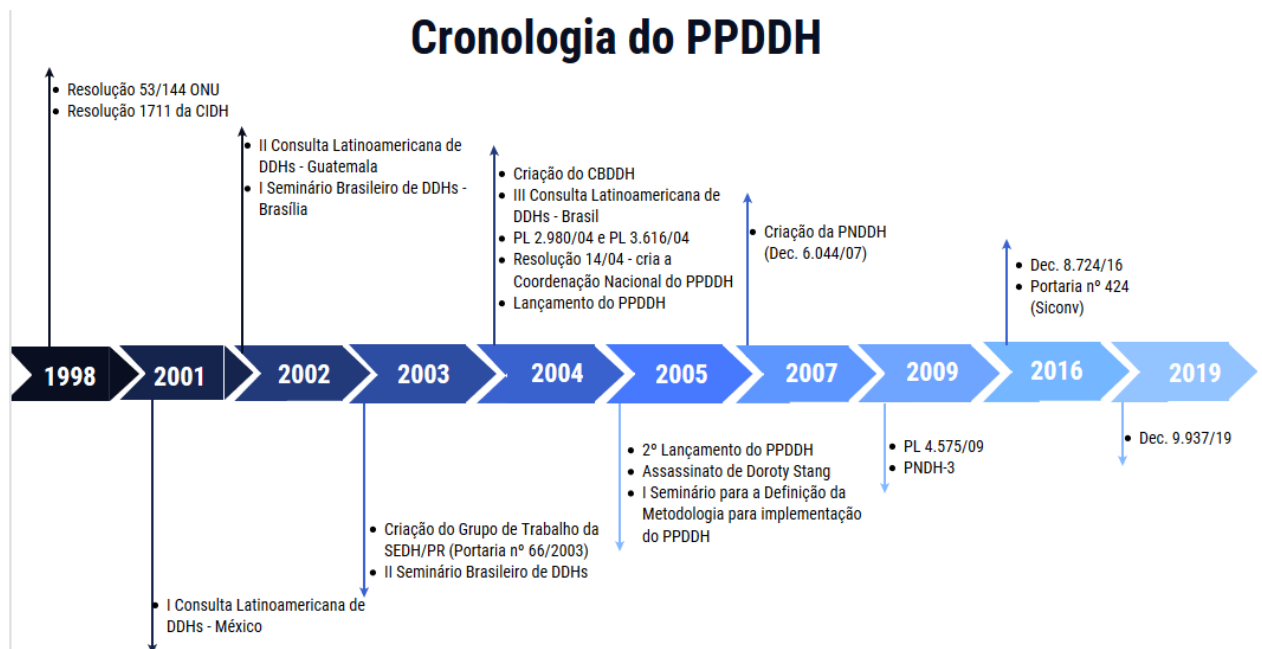 Cronologia do PPDDH
• Resolução 53/144 ONU
• Resolução 1711 da CIDH
• II Consulta Latinoamericana de
DDHs - Guatemala
• I Seminário Brasileiro de DDHs -
Brasília
• Criação do CBDDH
• III Consulta Latinoamericana de
DDHs - Brasil
• PL 2.980/04 e PL 3.616/04
• Resolução 14/04 - cria a
Coordenação Nacional do PPDDH
• Lançamento do PPDDH
• Criação da PNDDH
(Dec. 6.044/07)
• Dec. 8.724/16
• Portaria nº 424
(Siconv)
1998
2001
2002
2003
2004
2005
2007
2009
2016
2019
• I Consulta Latinoamericana de
DDHs - México
• Criação do Grupo de Trabalho da
SEDH/PR (Portaria nº 66/2003)
• II Seminário Brasileiro de DDHs
• 2º Lançamento do PPDDH
• Assassinato de Doroty Stang
• I Seminário para a Definição da
Metodologia para implementação
do PPDDH
• PL 4.575/09
• PNDH-3
• Dec. 9.937/19